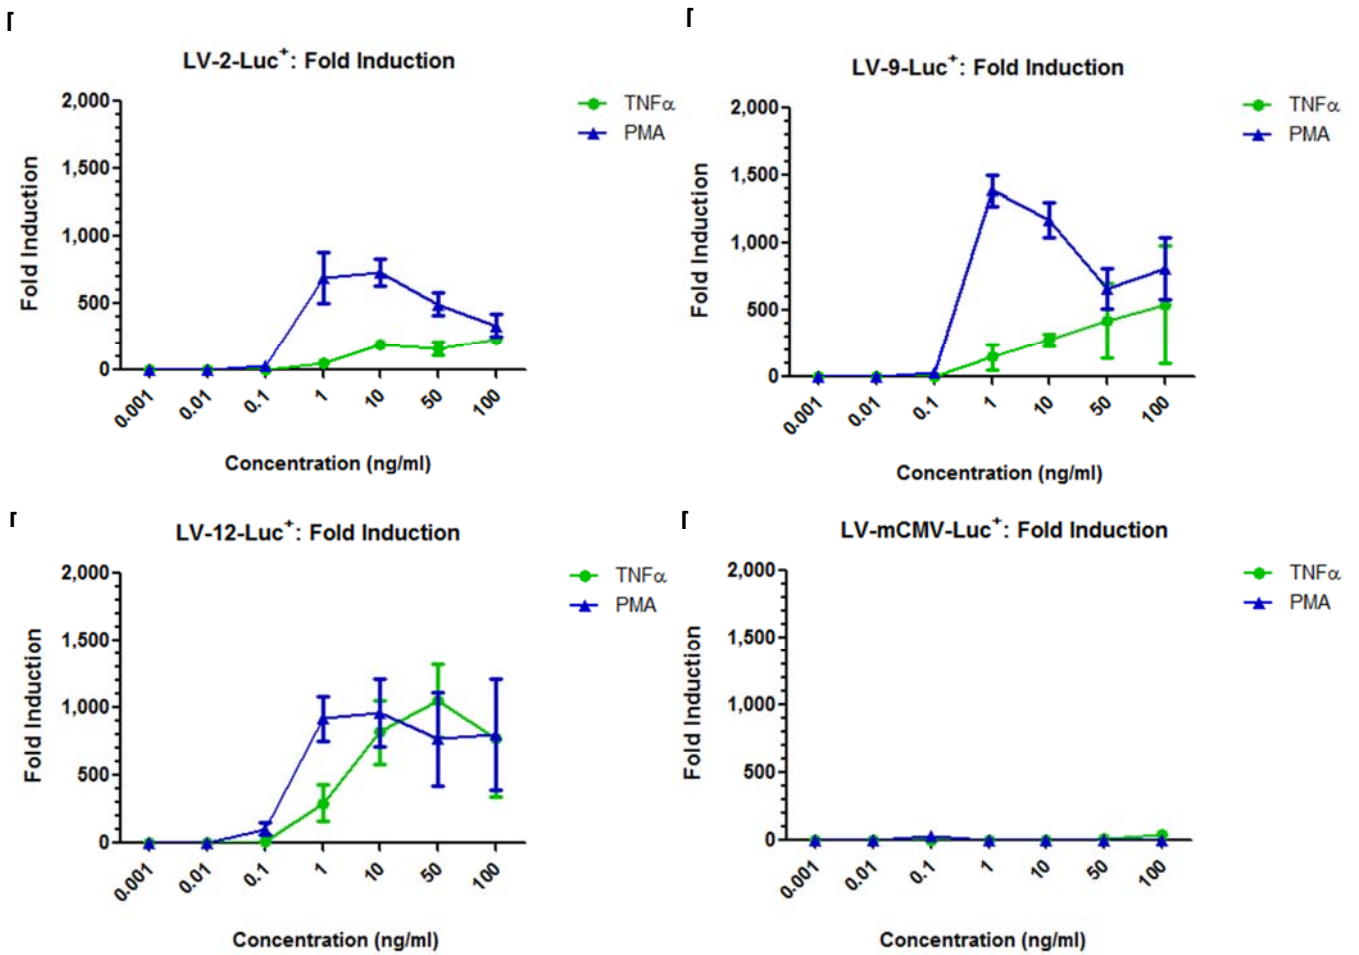 LV-2-Luc⁺: Fold Induction
TNFα
PMA
2,000
1,500
1,000
500
0
Fold Induction
0.001 0.01 0.1 1 10 50 100
Concentration (ng/ml)
LV-9-Luc⁺: Fold Induction
TNFα
PMA
2,000
1,500
1,000
500
0
Fold Induction
0.001 0.01 0.1 1 10 50 100
Concentration (ng/ml)
LV-12-Luc⁺: Fold Induction
TNFα
PMA
2,000
1,500
1,000
500
0
Fold Induction
0.001 0.01 0.1 1 10 50 100
Concentration (ng/ml)
LV-mCMV-Luc⁺: Fold Induction
TNFα
PMA
2,000
1,500
1,000
500
0
Fold Induction
0.001 0.01 0.1 1 10 50 100
Concentration (ng/ml)